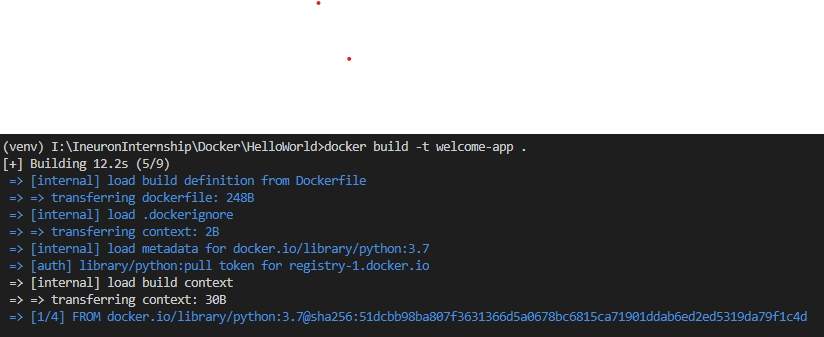 (venv) I:\IneuronInternship\Docker\HelloWorld>docker build -t welcome-app .
[+] Building 12.2s (5/9)
=> [internal] load build definition from Dockerfile
=> => transferring dockerfile: 248B
=> [internal] load .dockerignore
=> => transferring context: 2B
=> [internal] load metadata for docker.io/library/python:3.7
=> [auth] library/python:pull token for registry-1.docker.io
=> [internal] load build context
=> => transferring context: 30B
=> [1/4] FROM docker.io/library/python:3.7@sha256:51dcbb98ba807f3631366d5a0678bc6815ca71901ddab6ed2ed5319da79f1c4d